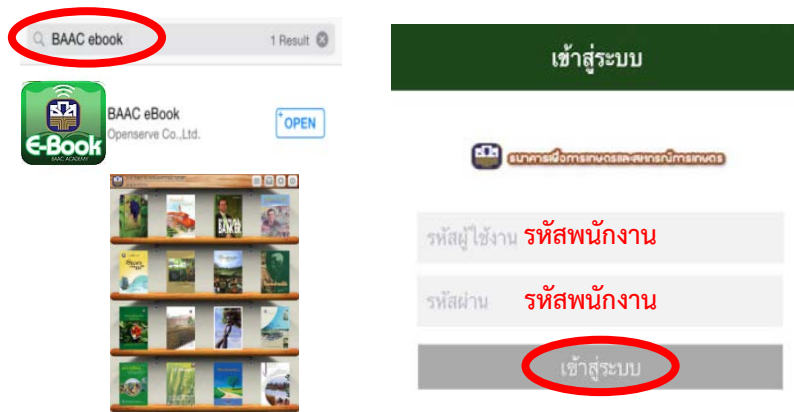 BAAC ebook
1 Result
E-Book
BAAC ACADEMY
BAAC eBook
Openserve Co.,Ltd.
OPEN
เข้าสู่ระบบ
ธนาคารเพื่อการเกษตรและสหกรณ์การเกษตร
รหัสผู้ใช้งาน รหัสพนักงาน
รหัสผ่าน รหัสพนักงาน
เข้าสู่ระบบ